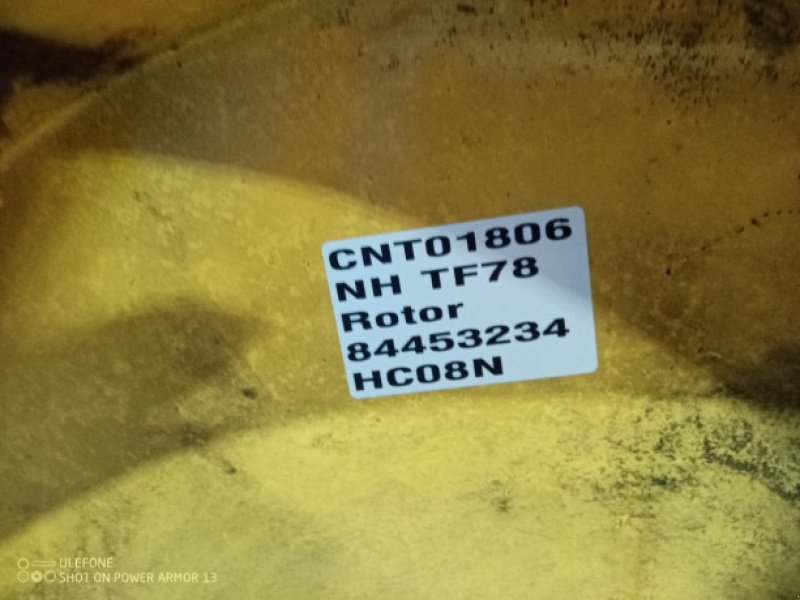 CNT01806
NH TF78
Rotor
84453234
HC08N
ULEFONE
SHOT ON POWER ARMOR 13